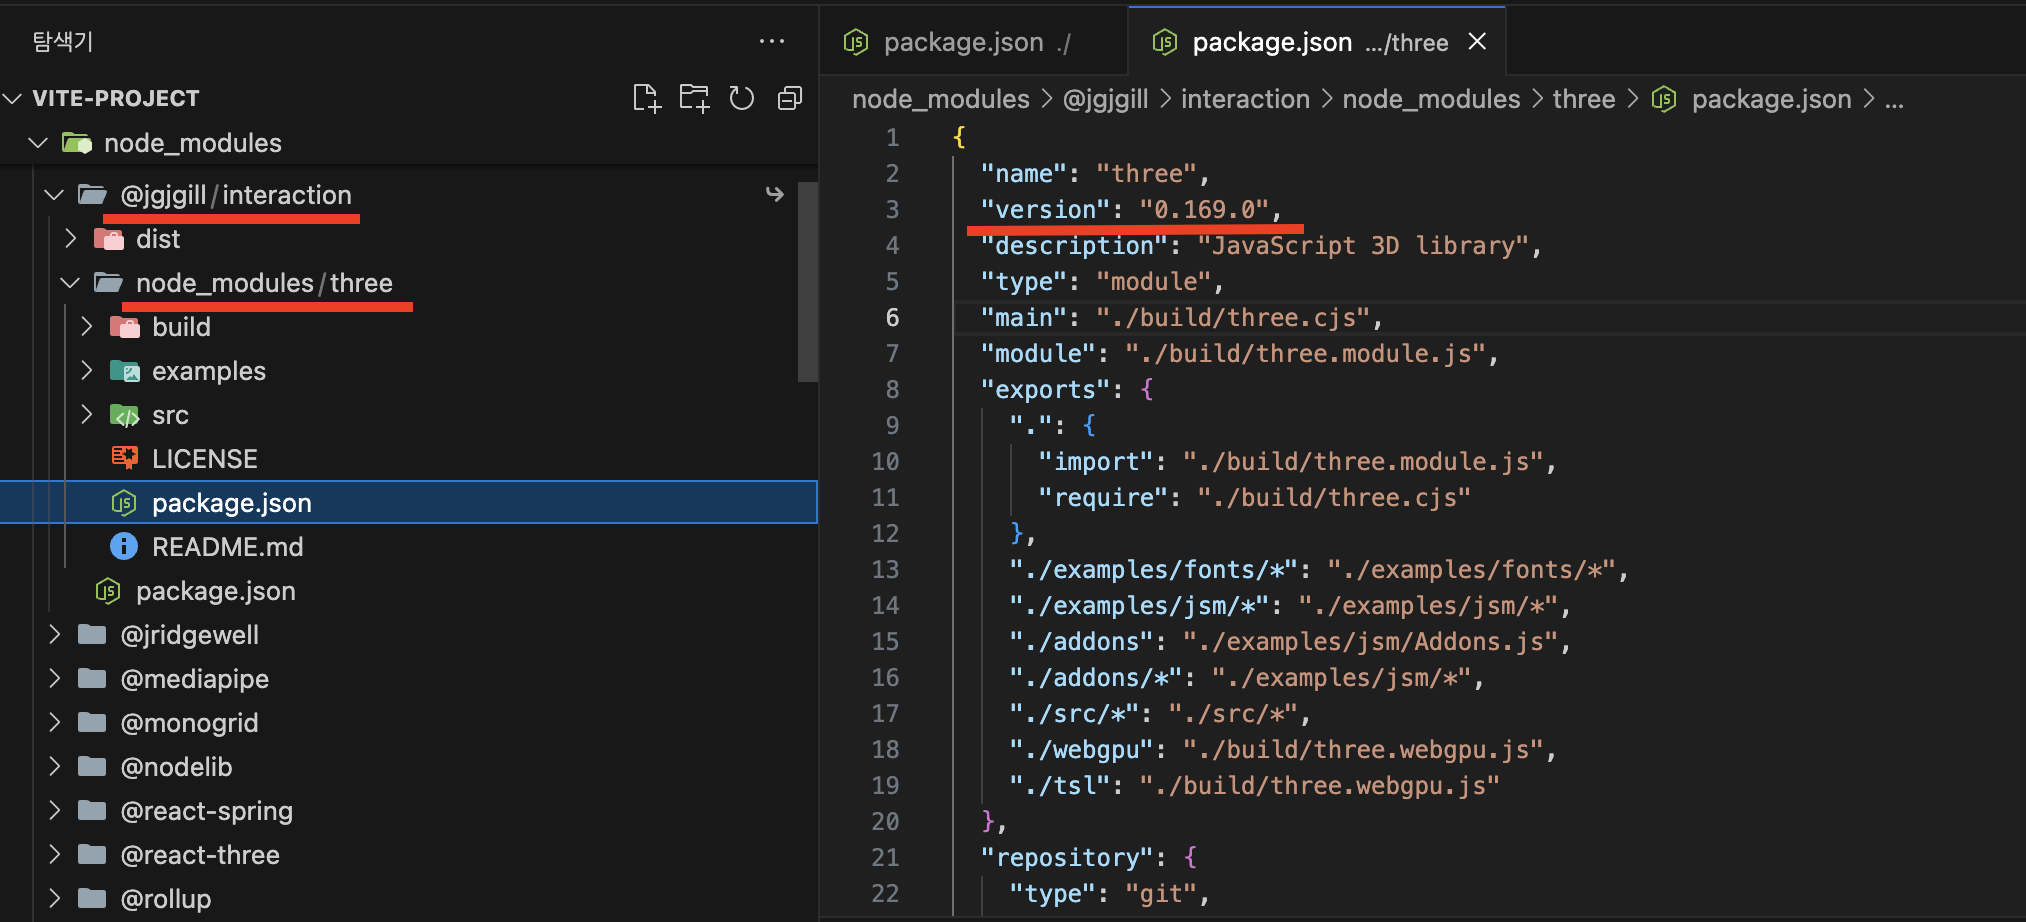 탐색기
VITE-PROJECT
node_modules
@jgjgill/interaction
dist
node_modules/three
build
examples
src
LICENSE
package.json
README.md
package.json
@jridgewell
@mediapipe
@monogrid
@nodelib
@react-spring
@react-three
@rollup
package.json ./
package.json .../three
node_modules > @jgjgill > interaction > node_modules > three > package.json > ...
1 {
2 "name": "three",
3 "version": "0.169.0",
4 "description": "JavaScript 3D library",
5 "type": "module",
6 "main": "./build/three.cjs",
7 "module": "./build/three.module.js",
8 "exports": {
9 ".": {
10 "import": "./build/three.module.js",
11 "require": "./build/three.cjs"
12 },
13 "./examples/fonts/*": "./examples/fonts/*",
14 "./examples/jsm/*": "./examples/jsm/*",
15 "./addons": "./examples/jsm/Addons.js",
16 "./addons/*": "./examples/jsm/*",
17 "./src/*": "./src/*",
18 "./webgpu": "./build/three.webgpu.js",
19 "./tsl": "./build/three.webgpu.js"
20 },
21 "repository": {
22 "type": "git",